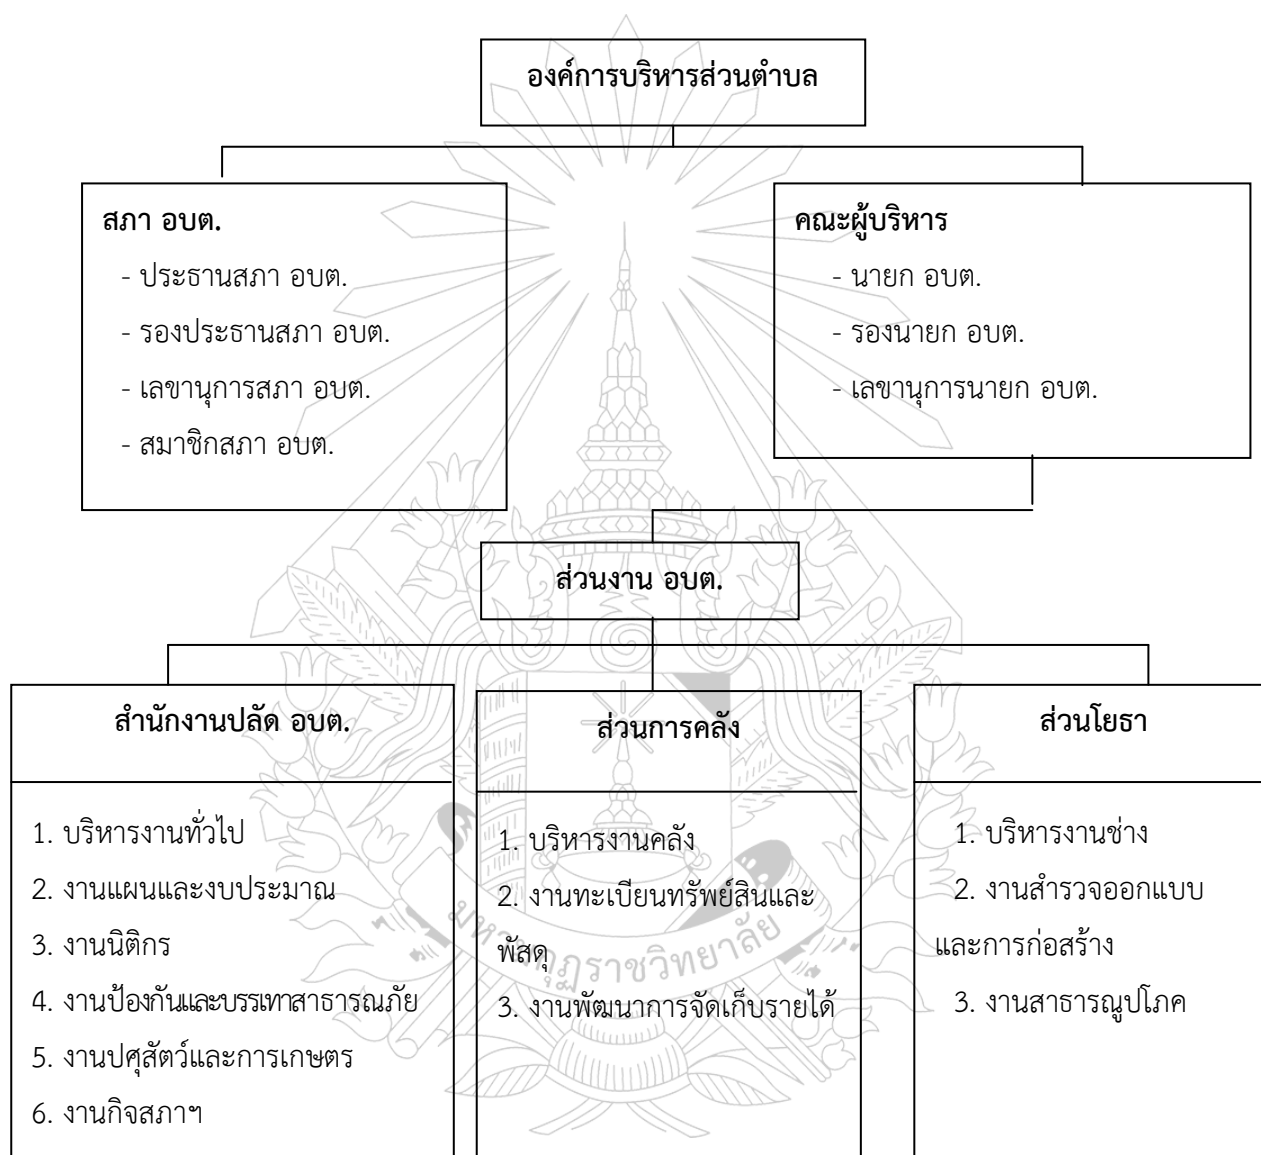 องค์การบริหารส่วนตำบล
สภา อบต.
- ประธานสภา อบต.
- รองประธานสภา อบต.
- เลขานุการสภา อบต.
- สมาชิกสภา อบต.
คณะผู้บริหาร
- นายก อบต.
- รองนายก อบต.
- เลขานุการนายก อบต.
ส่วนงาน อบต.
สำนักงานปลัด อบต.
1. บริหารงานทั่วไป
2. งานแผนและงบประมาณ
3. งานนิติกร
4. งานป้องกันและบรรเทาสาธารณภัย
5. งานปศุสัตว์และการเกษตร
6. งานกิจสภาฯ
ส่วนการคลัง
1. บริหารงานคลัง
2. งานทะเบียนทรัพย์สินและ
พัสดุ
3. งานพัฒนาการจัดเก็บรายได้
ส่วนโยธา
1. บริหารงานช่าง
2. งานสำรวจออกแบบ
และการก่อสร้าง
3. งานสาธารณูปโภค
มหามกุฏราชวิทยาลัย